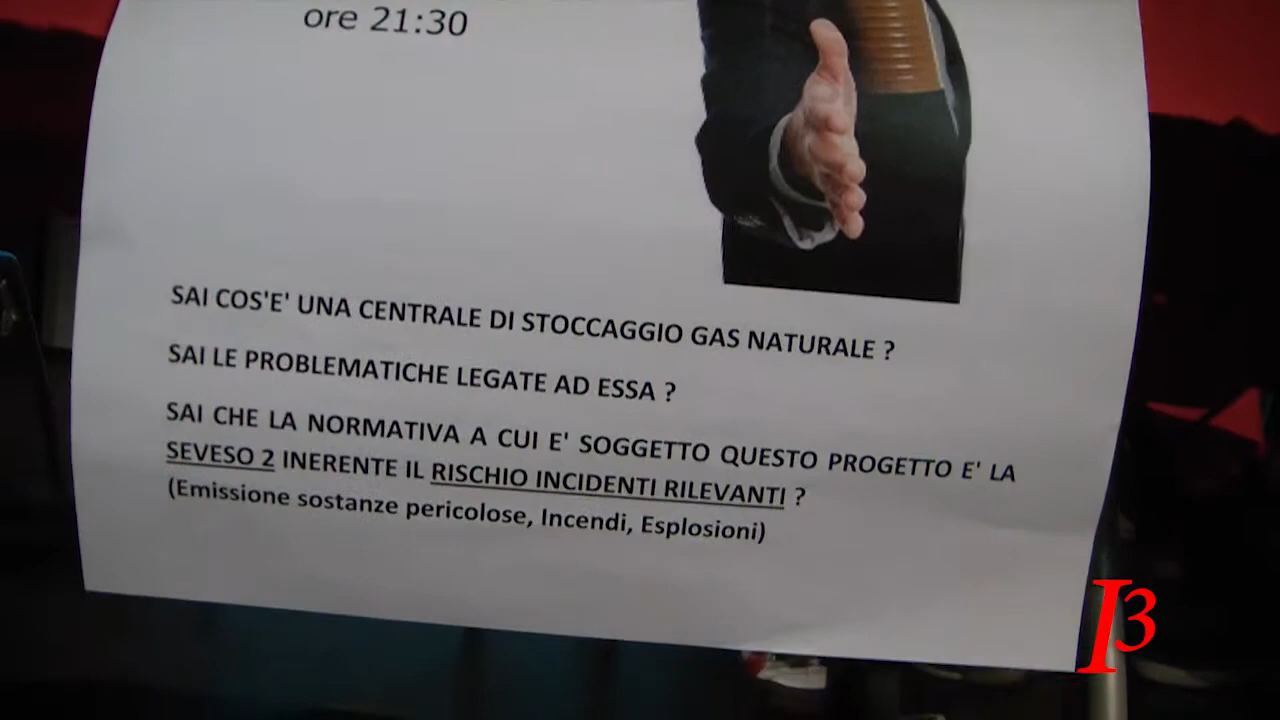 ore 21:30
SAI COS'E' UNA CENTRALE DI STOCCAGGIO GAS NATURALE ?
SAI LE PROBLEMATICHE LEGATE AD ESSA ?
SAI CHE LA NORMATIVA A CUI E' SOGGETTO QUESTO PROGETTO E' LA
SEVESO 2 INERENTE IL RISCHIO INCIDENTI RILEVANTI ?
(Emissione sostanze pericolose, Incendi, Esplosioni)
I3